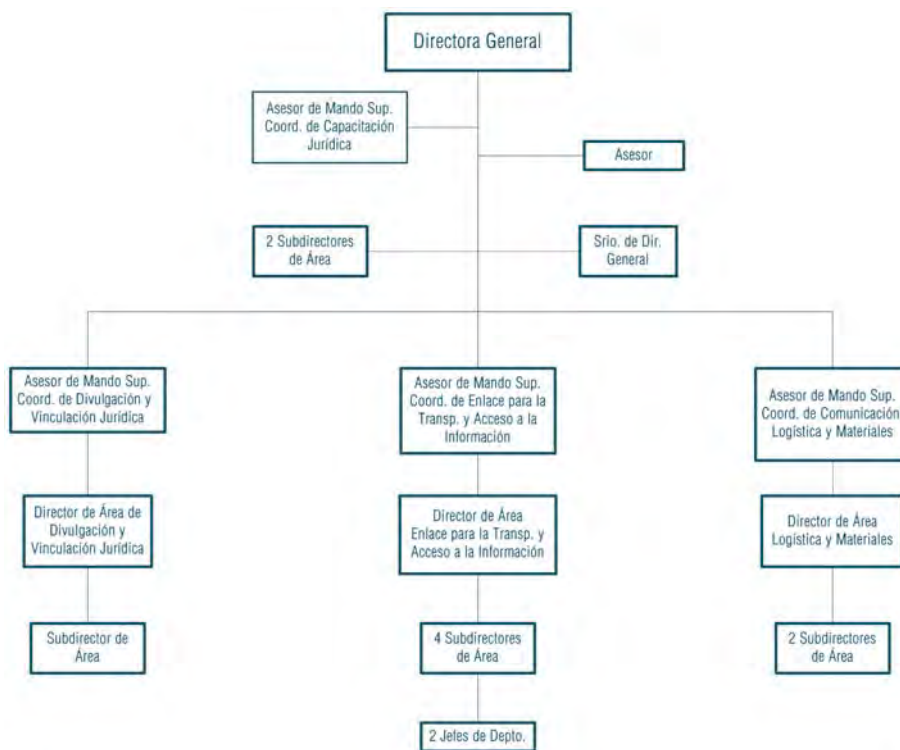 Directora General
Asesor de Mando Sup.
Coord. de Capacitación
Jurídica
Asesor
2 Subdirectores
de Área
Srio. de Dir.
General
Asesor de Mando Sup.
Coord. de Divulgación y
Vinculación Jurídica
Asesor de Mando Sup.
Coord. de Enlace para la
Transp. y Acceso a la
Información
Asesor de Mando Sup.
Coord. de Comunicación
Logística y Materiales
Director de Área de
Divulgación y
Vinculación Jurídica
Director de Área
Enlace para la Transp. y
Acceso a la Información
Director de Área
Logística y Materiales
Subdirector de
Área
4 Subdirectores
de Área
2 Subdirectores
de Área
2 Jefes de Depto.